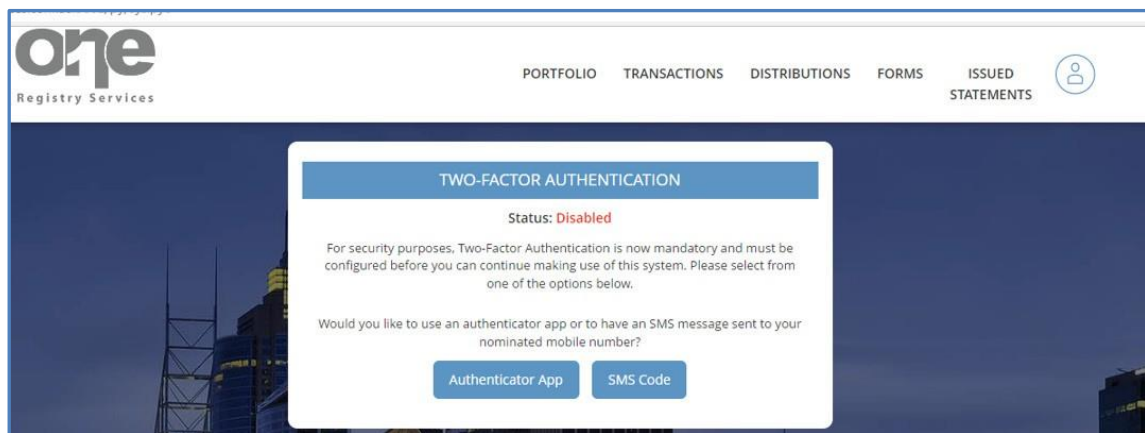 one
Registry Services
PORTFOLIO TRANSACTIONS DISTRIBUTIONS FORMS ISSUED
STATEMENTS
TWO-FACTOR AUTHENTICATION
Status: Disabled
For security purposes, Two-Factor Authentication is now mandatory and must be
configured before you can continue making use of this system. Please select from
one of the options below.
Would you like to use an authenticator app or to have an SMS message sent to your
nominated mobile number?
Authenticator App SMS Code